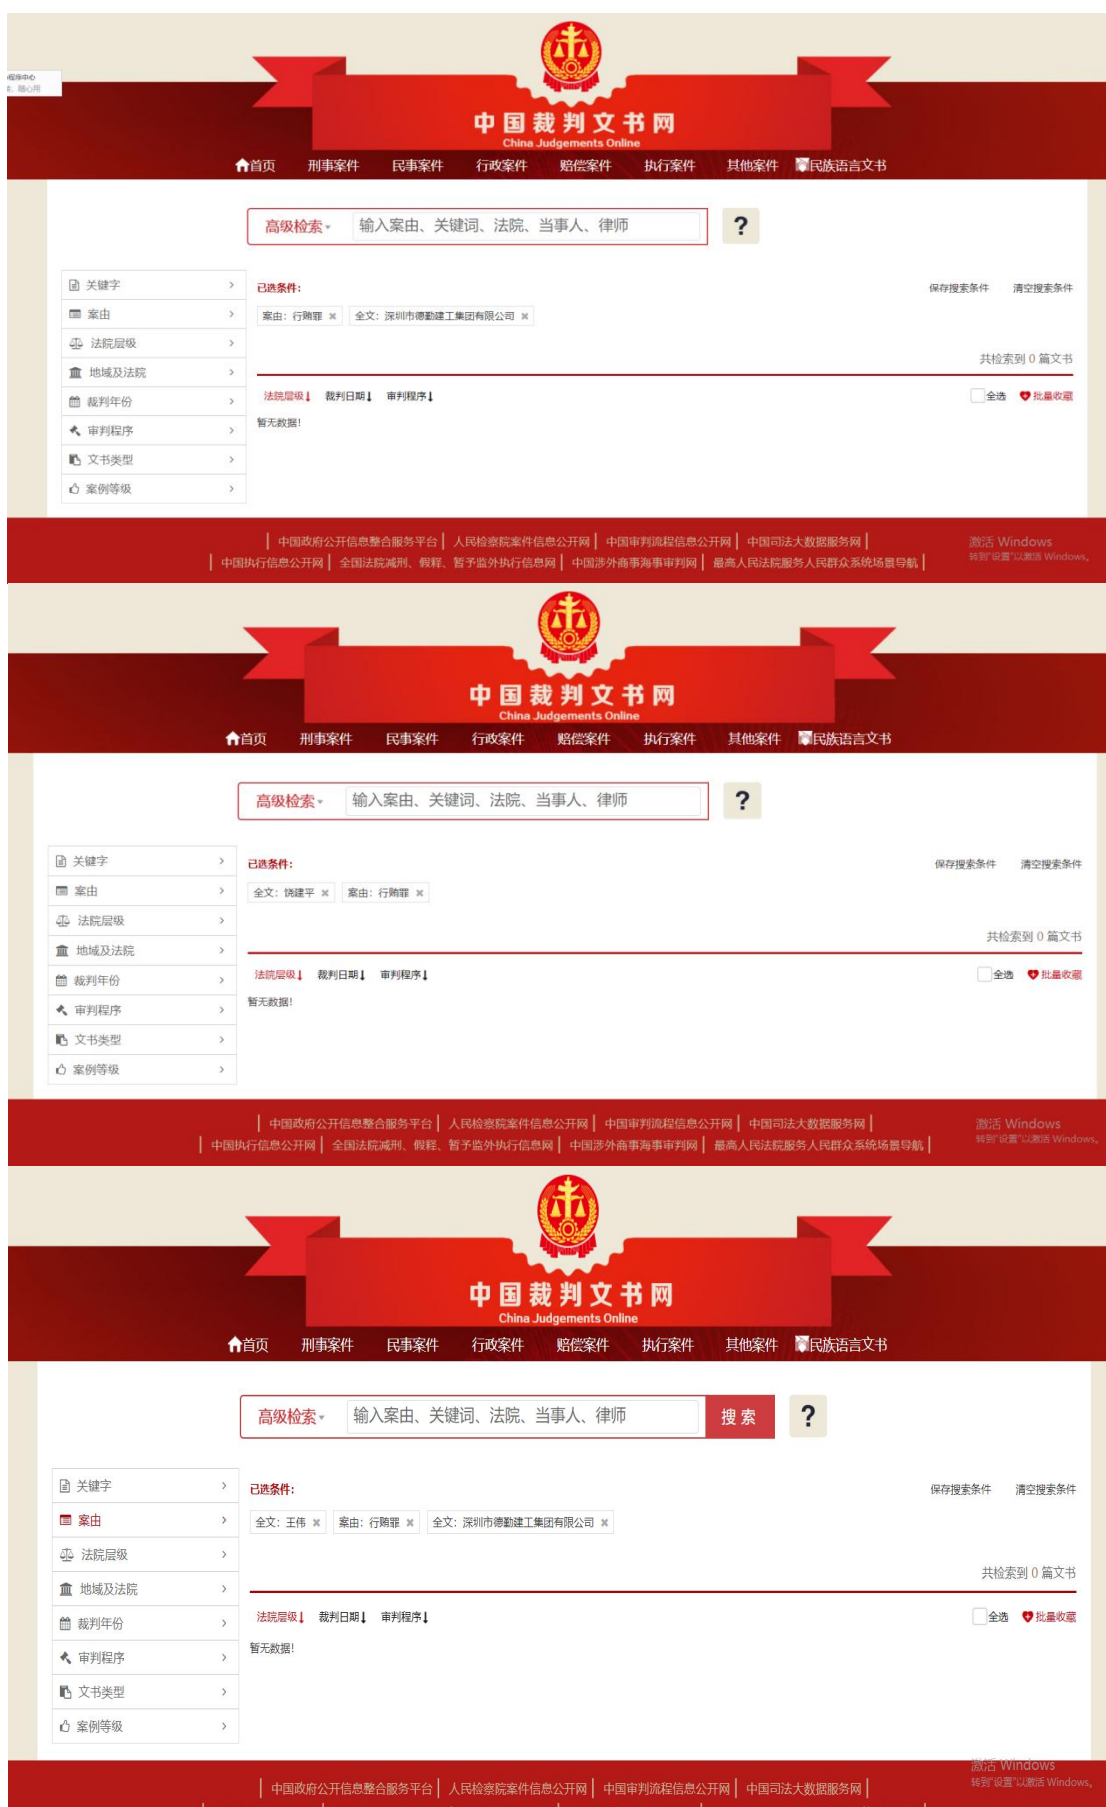 中国裁判文书网
China Judgements Online
首页 刑事案件 民事案件 行政案件 赔偿案件 执行案件 其他案件 民族语言文书
高级检索 输入案由、关键词、法院、当事人、律师 ?
关键字
案由
法院层级
地域及法院
裁判年份
审判程序
文书类型
案例等级
已选条件: 保存搜索条件 清空搜索条件
案由: 行贿罪 × 全文: 深圳市德勤建工集团有限公司 ×
共检索到 0 篇文书
法院层级 裁判日期 审判程序 全选 批量收藏
暂无数据!
中国政府公开信息整合服务平台 | 人民检察院案件信息公开网 | 中国审判流程信息公开网 | 中国司法大数据服务网 |
| 中国执行信息公开网 | 全国法院减刑、假释、暂予监外执行信息网 | 中国涉外商事海事审判网 | 最高人民法院服务人民群众系统场景导航 |
激活 Windows
转到"设置"以激活 Windows。
中国裁判文书网
China Judgements Online
首页 刑事案件 民事案件 行政案件 赔偿案件 执行案件 其他案件 民族语言文书
高级检索 输入案由、关键词、法院、当事人、律师 ?
关键字
案由
法院层级
地域及法院
裁判年份
审判程序
文书类型
案例等级
已选条件: 保存搜索条件 清空搜索条件
全文: 饶建平 × 案由: 行贿罪 ×
共检索到 0 篇文书
法院层级 裁判日期 审判程序 全选 批量收藏
暂无数据!
中国政府公开信息整合服务平台 | 人民检察院案件信息公开网 | 中国审判流程信息公开网 | 中国司法大数据服务网 |
| 中国执行信息公开网 | 全国法院减刑、假释、暂予监外执行信息网 | 中国涉外商事海事审判网 | 最高人民法院服务人民群众系统场景导航 |
激活 Windows
转到"设置"以激活 Windows。
中国裁判文书网
China Judgements Online
首页 刑事案件 民事案件 行政案件 赔偿案件 执行案件 其他案件 民族语言文书
高级检索 输入案由、关键词、法院、当事人、律师 搜索 ?
关键字
案由
法院层级
地域及法院
裁判年份
审判程序
文书类型
案例等级
已选条件: 保存搜索条件 清空搜索条件
全文: 王伟 × 案由: 行贿罪 × 全文: 深圳市德勤建工集团有限公司 ×
共检索到 0 篇文书
法院层级 裁判日期 审判程序 全选 批量收藏
暂无数据!
激活 Windows
转到"设置"以激活 Windows。
中国政府公开信息整合服务平台 | 人民检察院案件信息公开网 | 中国审判流程信息公开网 | 中国司法大数据服务网 |